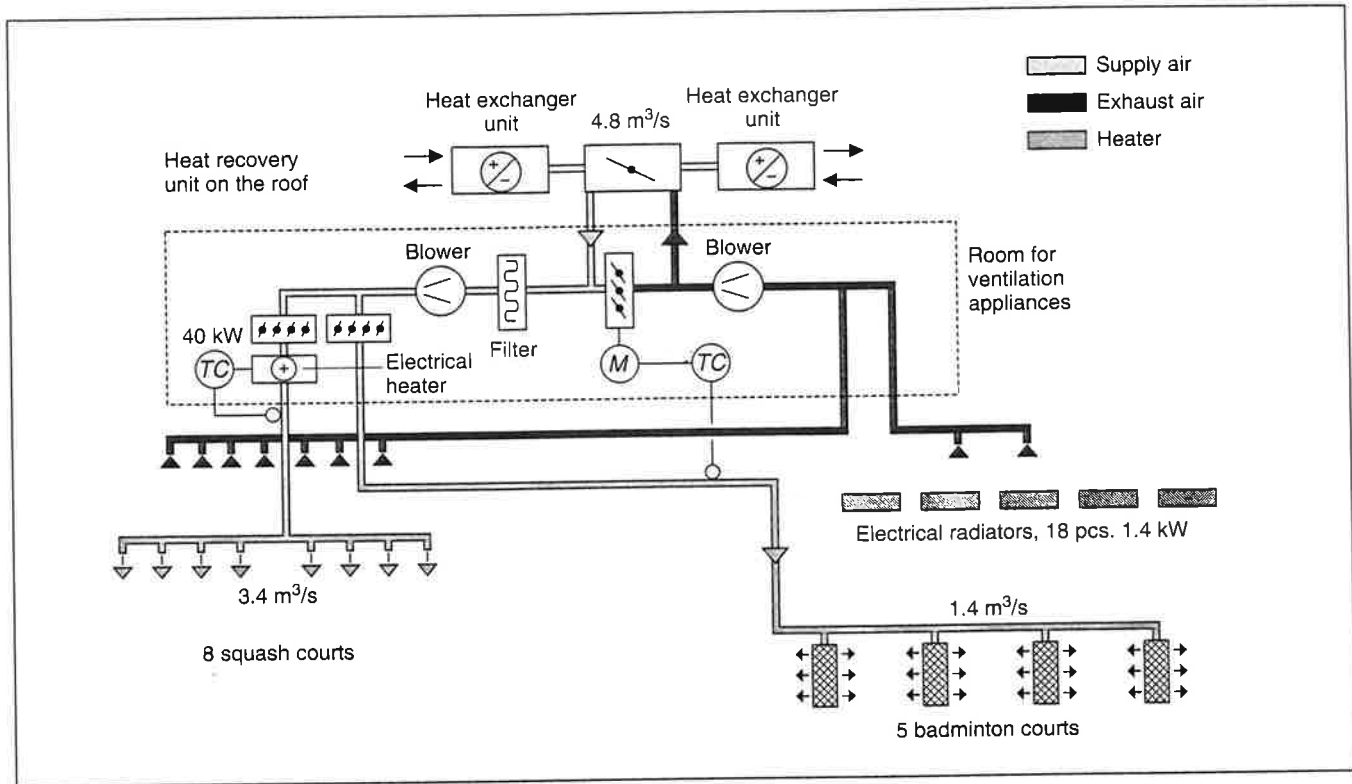 Supply air
Exhaust air
Heater
Heat exchanger
unit
4.8 m³/s
Heat exchanger
unit
Heat recovery
unit on the roof
+
−
+
−
Blower
Blower
Room for
ventilation
appliances
40 kW
TC
+
Electrical
heater
Filter
M
TC
Electrical radiators, 18 pcs. 1.4 kW
3.4 m³/s
8 squash courts
1.4 m³/s
5 badminton courts